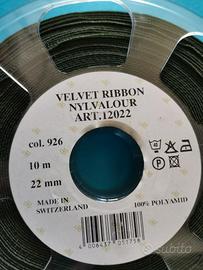 VELVET RIBBON
NYLVALOUR
ART.12022
col. 926
10 m
22 mm
MADE IN
SWITZERLAND
100% POLYAMID
subito